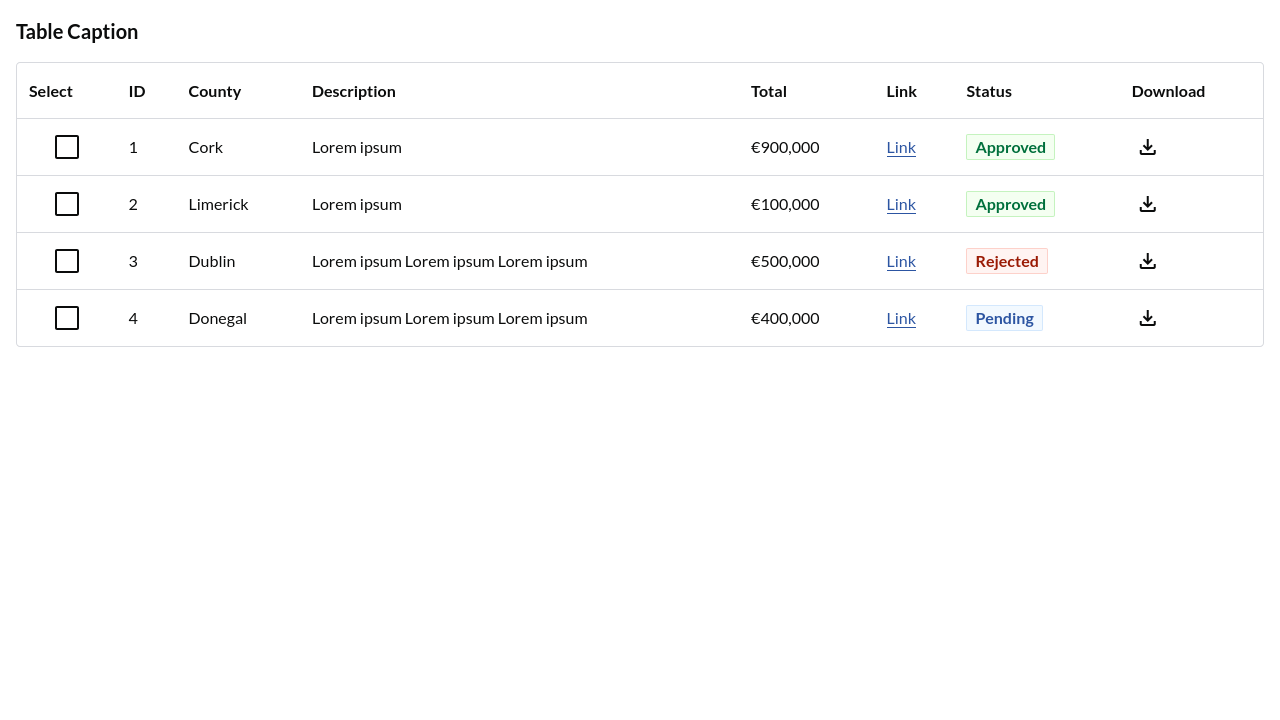 Table Caption
Select ID County Description Total Link Status Download
1 Cork Lorem ipsum €900,000 Link Approved
2 Limerick Lorem ipsum €100,000 Link Approved
3 Dublin Lorem ipsum Lorem ipsum Lorem ipsum €500,000 Link Rejected
4 Donegal Lorem ipsum Lorem ipsum Lorem ipsum €400,000 Link Pending